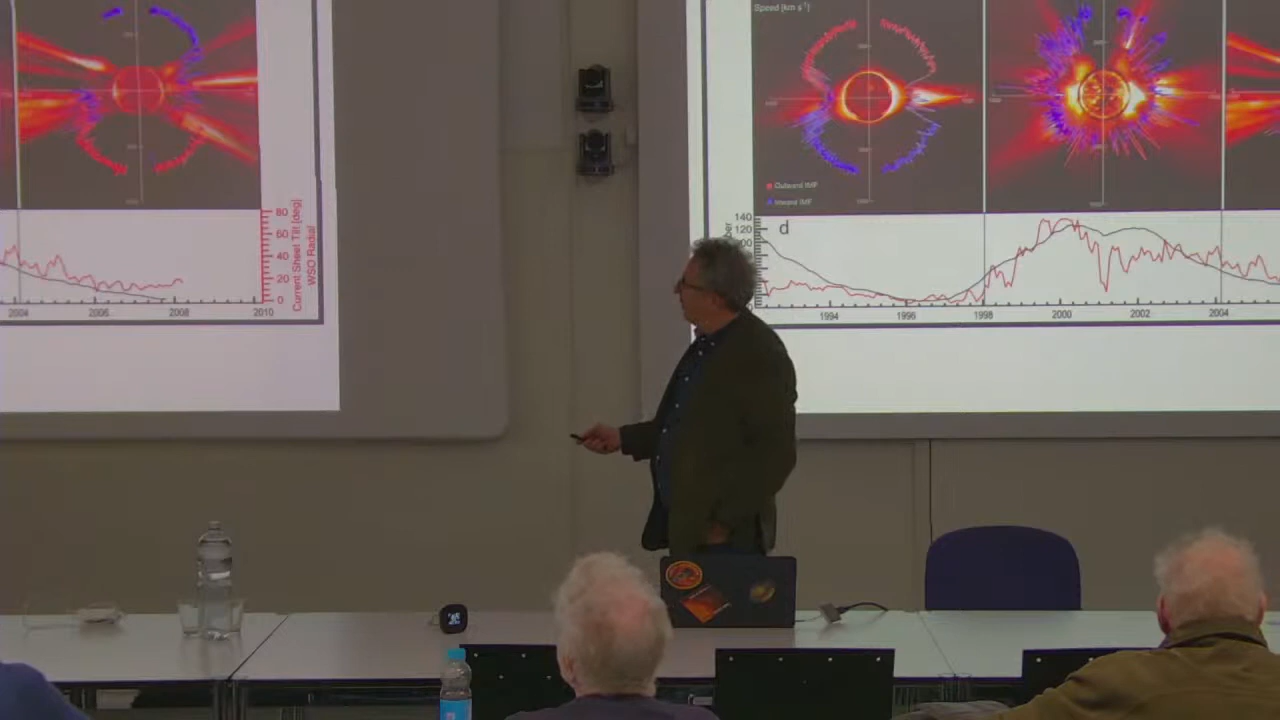 80
60
40
20
0
Current Sheet Tilt [deg]
WSO Radial
2004
2006
2008
2010
Speed [km s⁻¹]
Outward IMF
Inward IMF
140
120
d
1994
1996
1998
2000
2002
2004